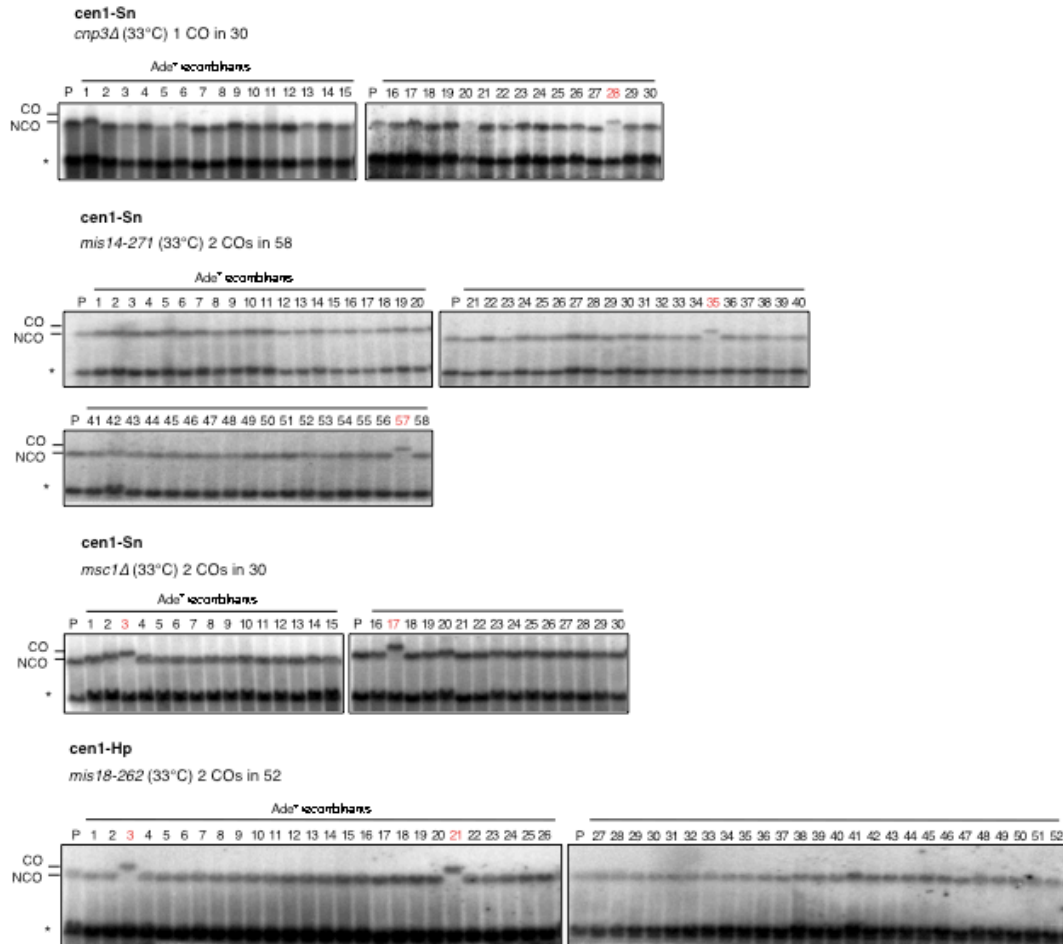 cen1-Sn
cnp3Δ (33°C) 1 CO in 30
Ade⁺ recombinants
P 1 2 3 4 5 6 7 8 9 10 11 12 13 14 15
P 16 17 18 19 20 21 22 23 24 25 26 27 28 29 30
CO
NCO
*
cen1-Sn
mis14-271 (33°C) 2 COs in 58
Ade⁺ recombinants
P 1 2 3 4 5 6 7 8 9 10 11 12 13 14 15 16 17 18 19 20
P 21 22 23 24 25 26 27 28 29 30 31 32 33 34 35 36 37 38 39 40
CO
NCO
*
P 41 42 43 44 45 46 47 48 49 50 51 52 53 54 55 56 57 58
CO
NCO
*
cen1-Sn
msc1Δ (33°C) 2 COs in 30
Ade⁺ recombinants
P 1 2 3 4 5 6 7 8 9 10 11 12 13 14 15
P 16 17 18 19 20 21 22 23 24 25 26 27 28 29 30
CO
NCO
*
cen1-Hp
mis18-262 (33°C) 2 COs in 52
Ade⁺ recombinants
P 1 2 3 4 5 6 7 8 9 10 11 12 13 14 15 16 17 18 19 20 21 22 23 24 25 26
P 27 28 29 30 31 32 33 34 35 36 37 38 39 40 41 42 43 44 45 46 47 48 49 50 51 52
CO
NCO
*